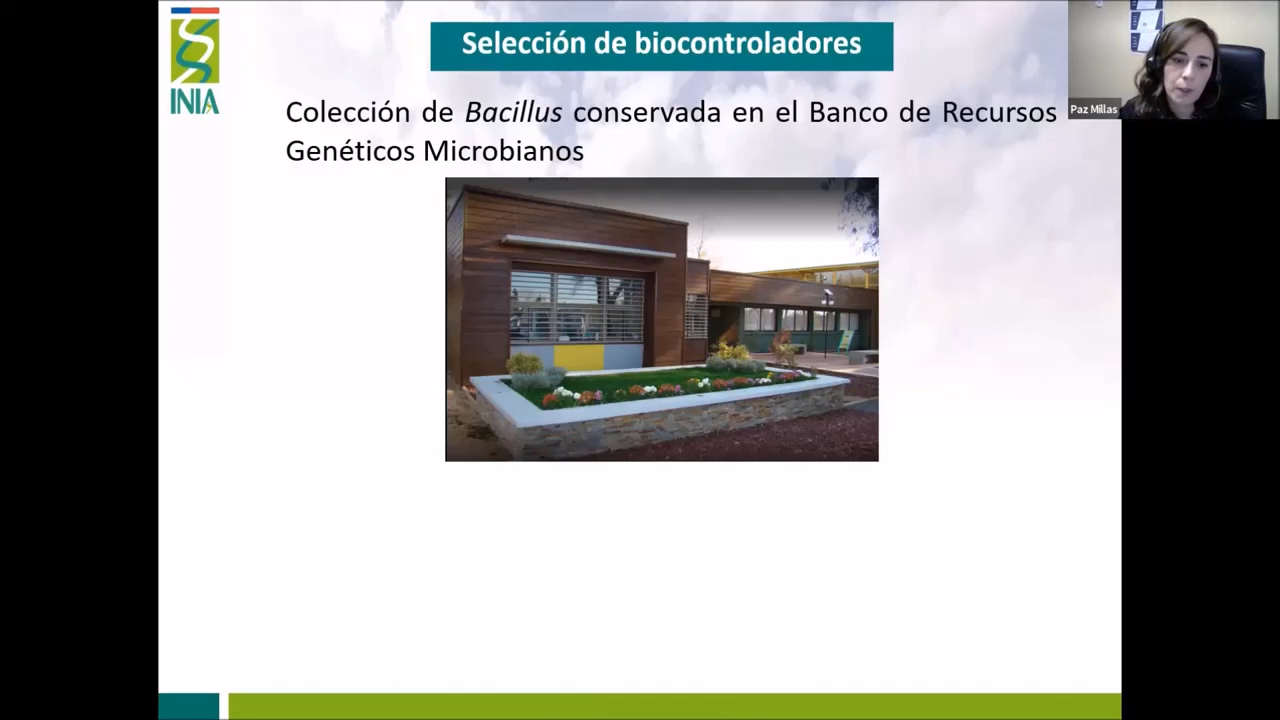 Selección de biocontroladores
INIA
Paz Millas
Colección de Bacillus conservada en el Banco de Recursos
Genéticos Microbianos